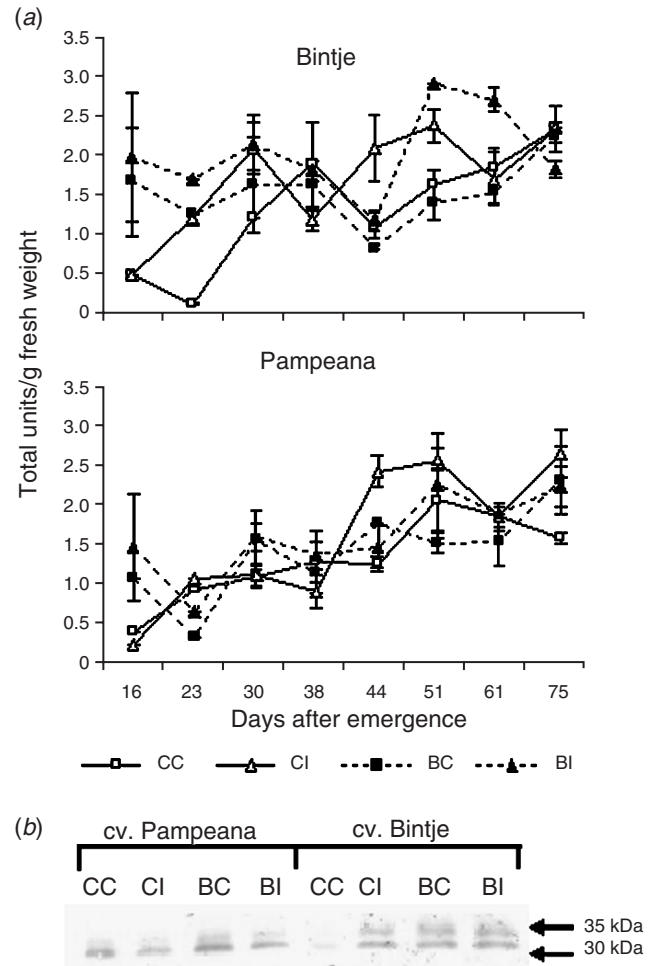 (a)
Bintje
3.5
3.0
2.5
2.0
1.5
1.0
0.5
0
Total units/g fresh weight
Pampeana
3.5
3.0
2.5
2.0
1.5
1.0
0.5
0
16 23 30 38 44 51 61 75
Days after emergence
CC CI BC BI
(b)
cv. Pampeana cv. Bintje
CC CI BC BI CC CI BC BI
35 kDa
30 kDa